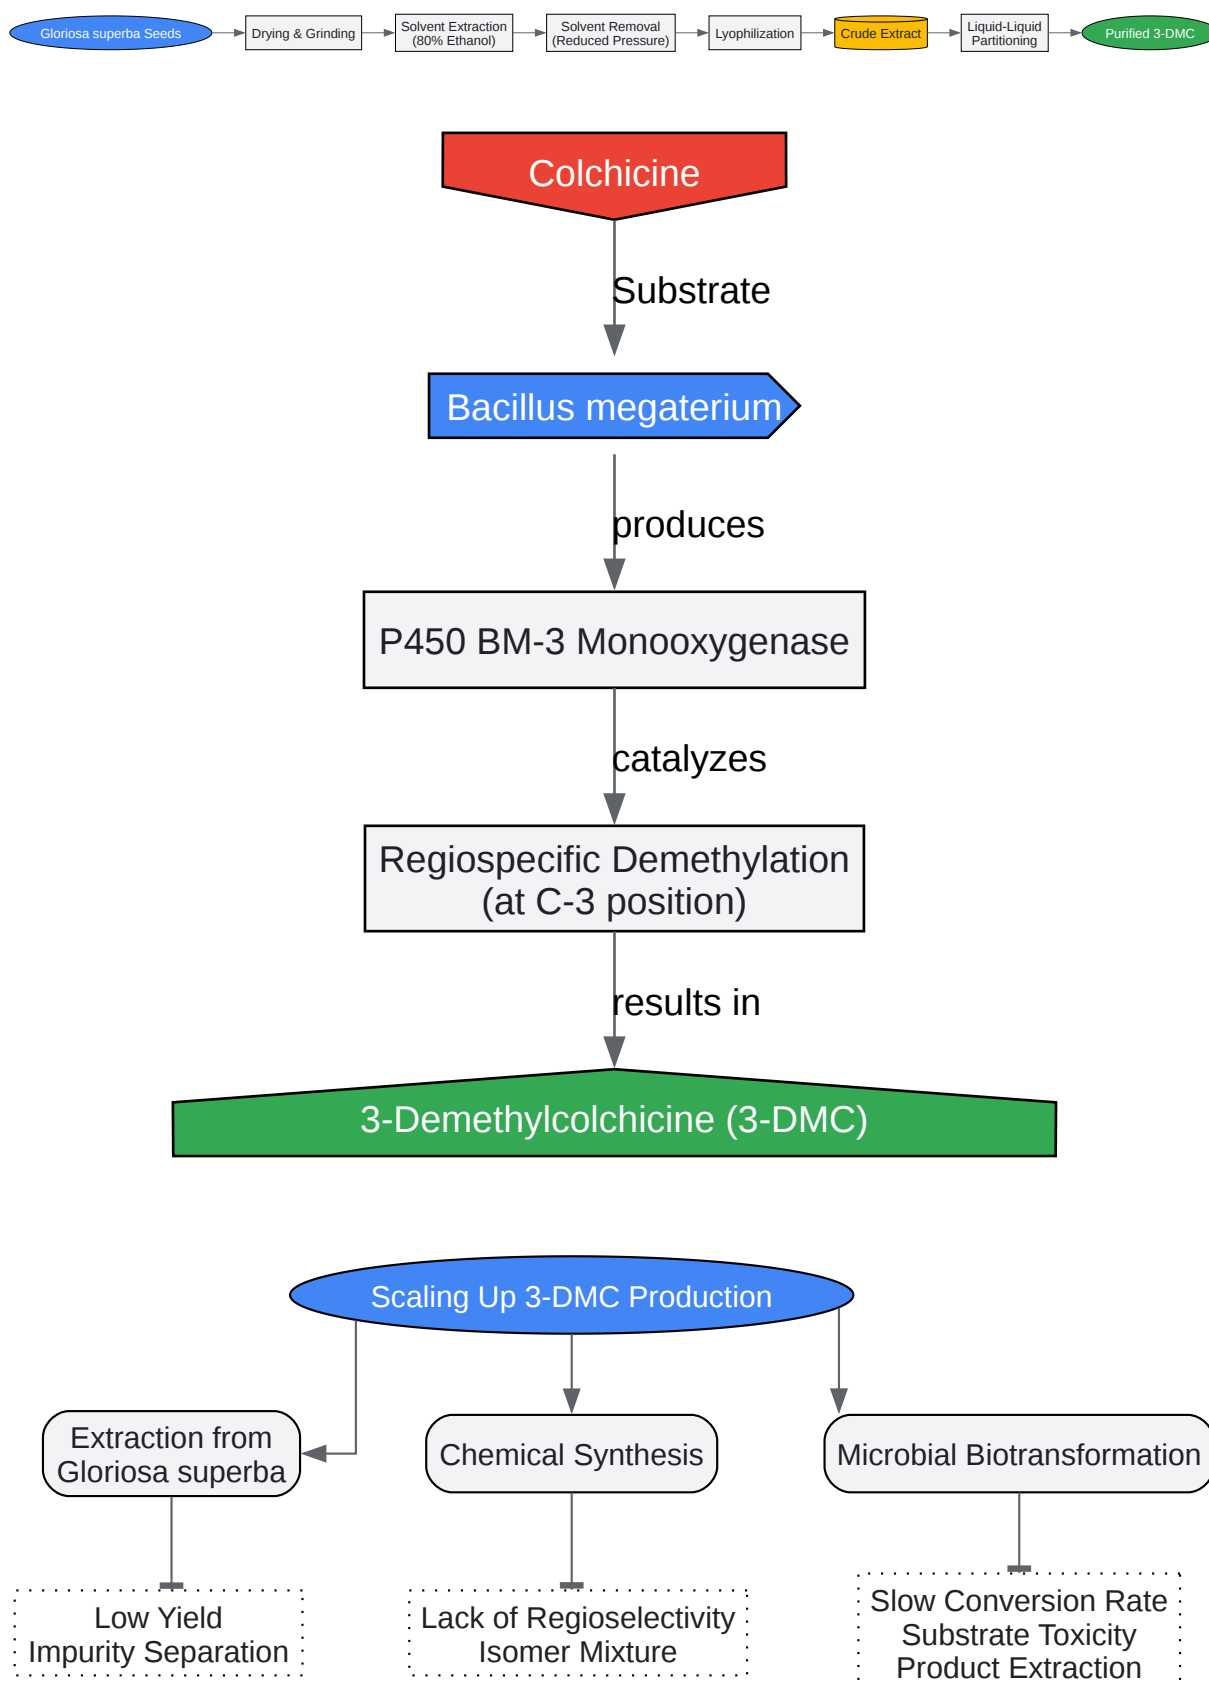 Gloriosa superba Seeds
Drying & Grinding
Solvent Extraction
(80% Ethanol)
Solvent Removal
(Reduced Pressure)
Lyophilization
Crude Extract
Liquid-Liquid
Partitioning
Purified 3-DMC
Colchicine
Substrate
Bacillus megaterium
produces
P450 BM-3 Monooxygenase
catalyzes
Regiospecific Demethylation
(at C-3 position)
results in
3-Demethylcolchicine (3-DMC)
Scaling Up 3-DMC Production
Extraction from
Gloriosa superba
Chemical Synthesis
Microbial Biotransformation
Low Yield
Impurity Separation
Lack of Regioselectivity
Isomer Mixture
Slow Conversion Rate
Substrate Toxicity
Product Extraction